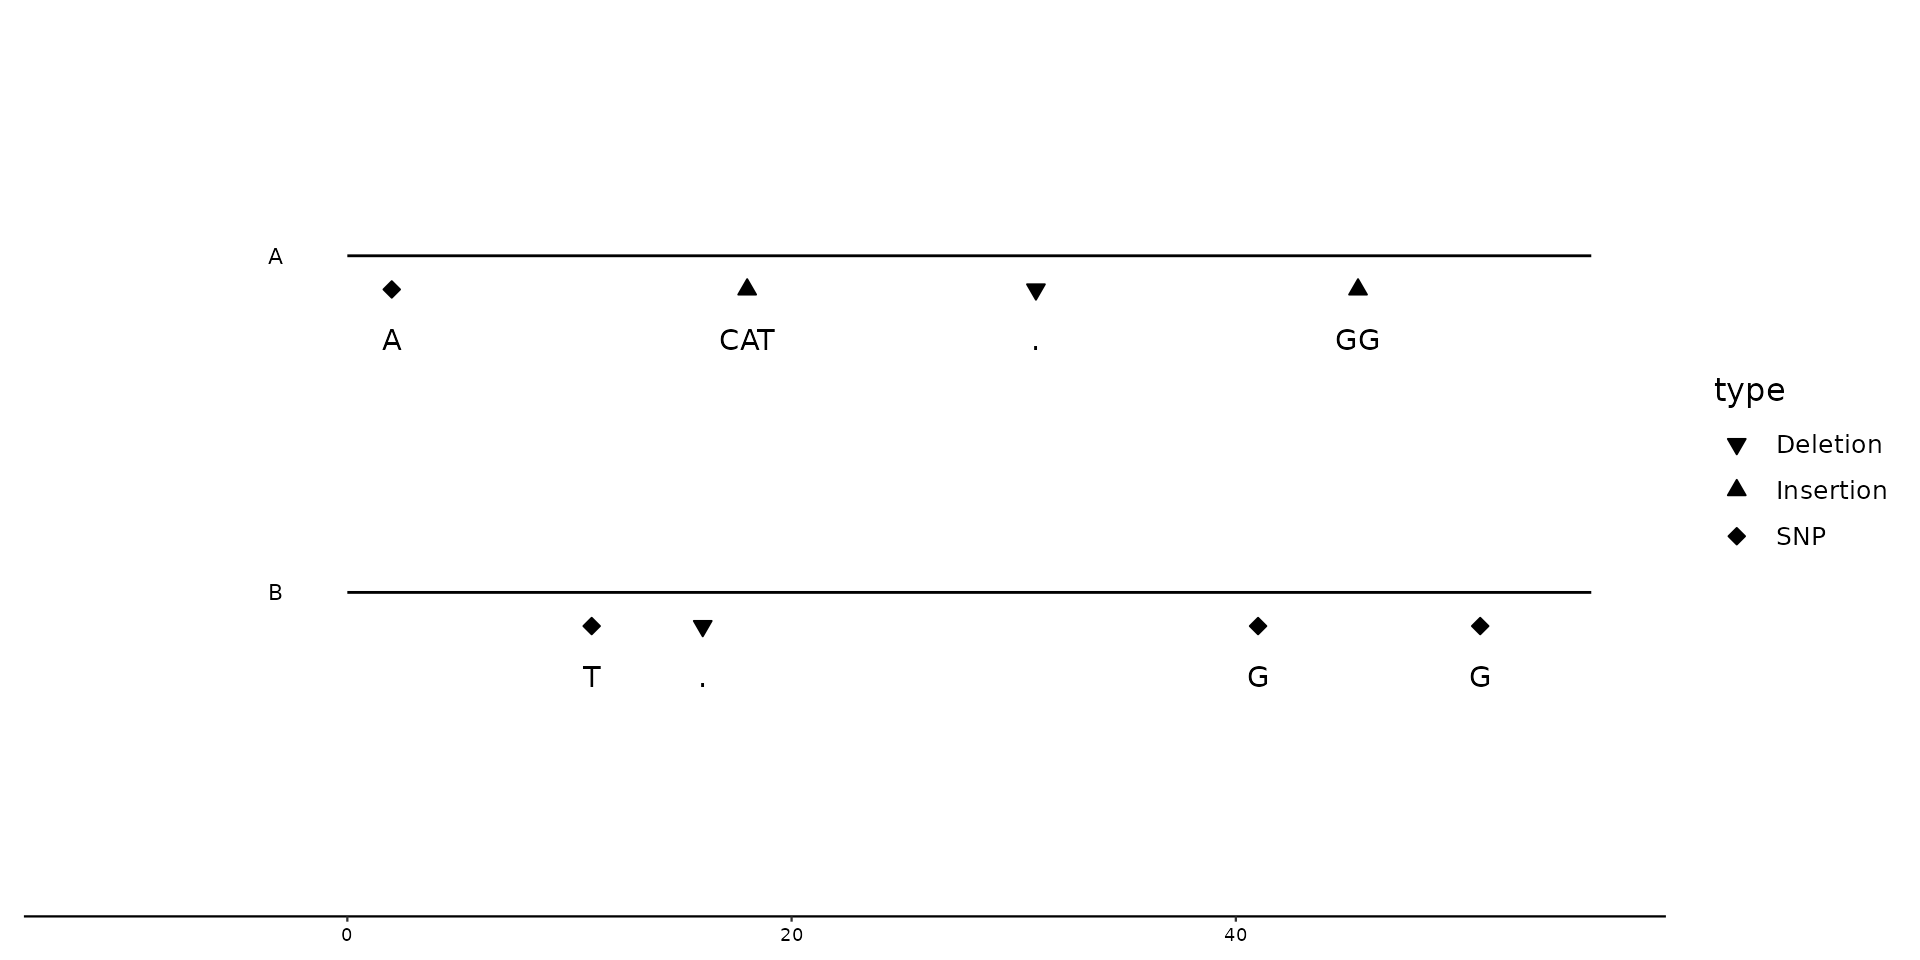 A
A CAT . GG
type
Deletion
Insertion
SNP
B
T . G G
0 20 40